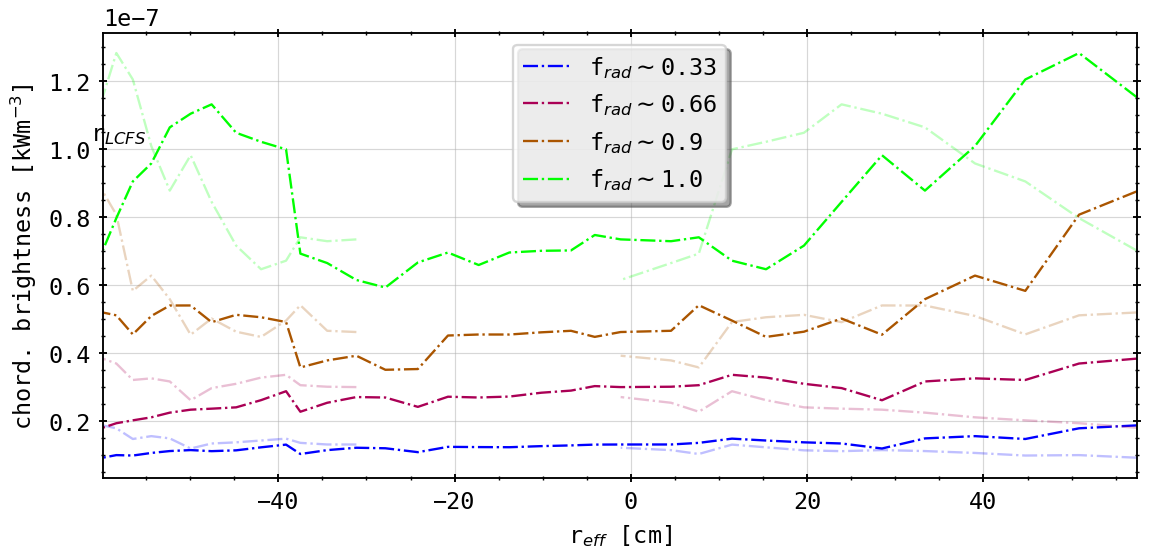 1e−7
chord. brightness [kWm⁻³]
1.2
1.0
0.8
0.6
0.4
0.2
r_LCFS
f_rad ∼ 0.33
f_rad ∼ 0.66
f_rad ∼ 0.9
f_rad ∼ 1.0
−40 −20 0 20 40
r_eff [cm]